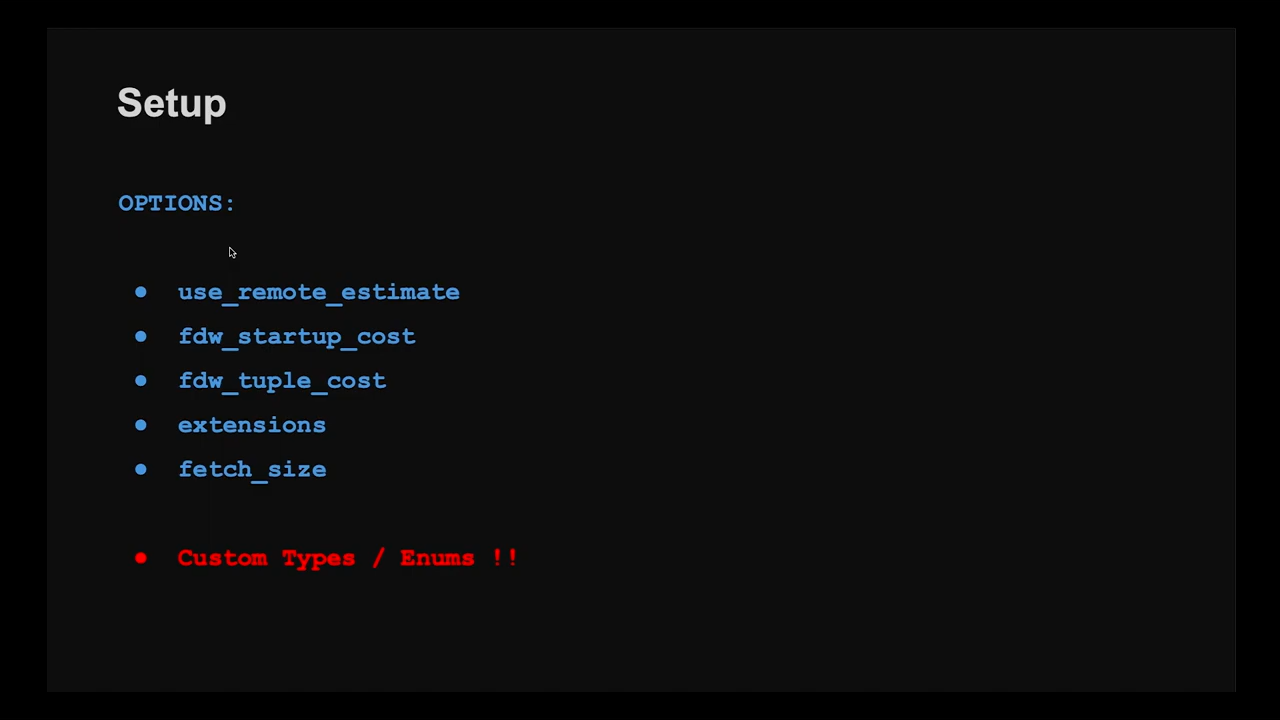 Setup
OPTIONS:
● use_remote_estimate
● fdw_startup_cost
● fdw_tuple_cost
● extensions
● fetch_size
● Custom Types / Enums !!